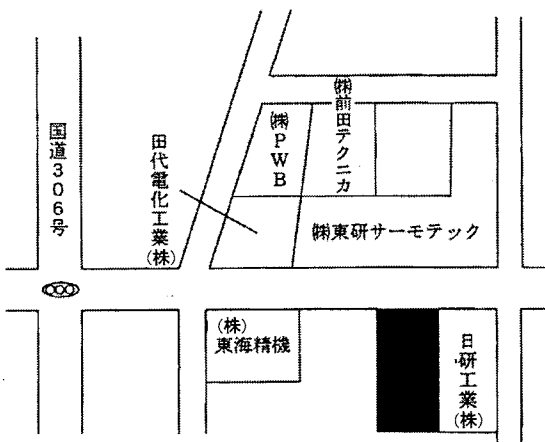 国道306号
田代電化工業(株)
㈱PWB
㈱前田テクニカ
㈱東研サーモテック
(株)
東海精機
日研工業(株)